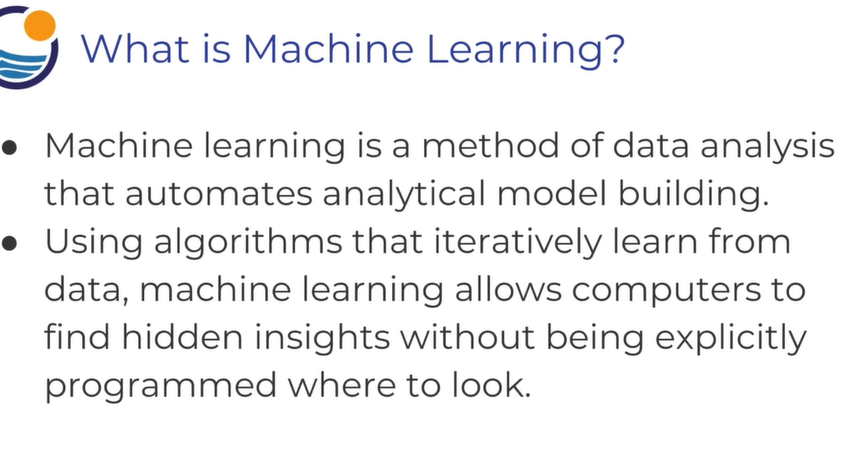 What is Machine Learning?
● Machine learning is a method of data analysis
that automates analytical model building.
● Using algorithms that iteratively learn from
data, machine learning allows computers to
find hidden insights without being explicitly
programmed where to look.